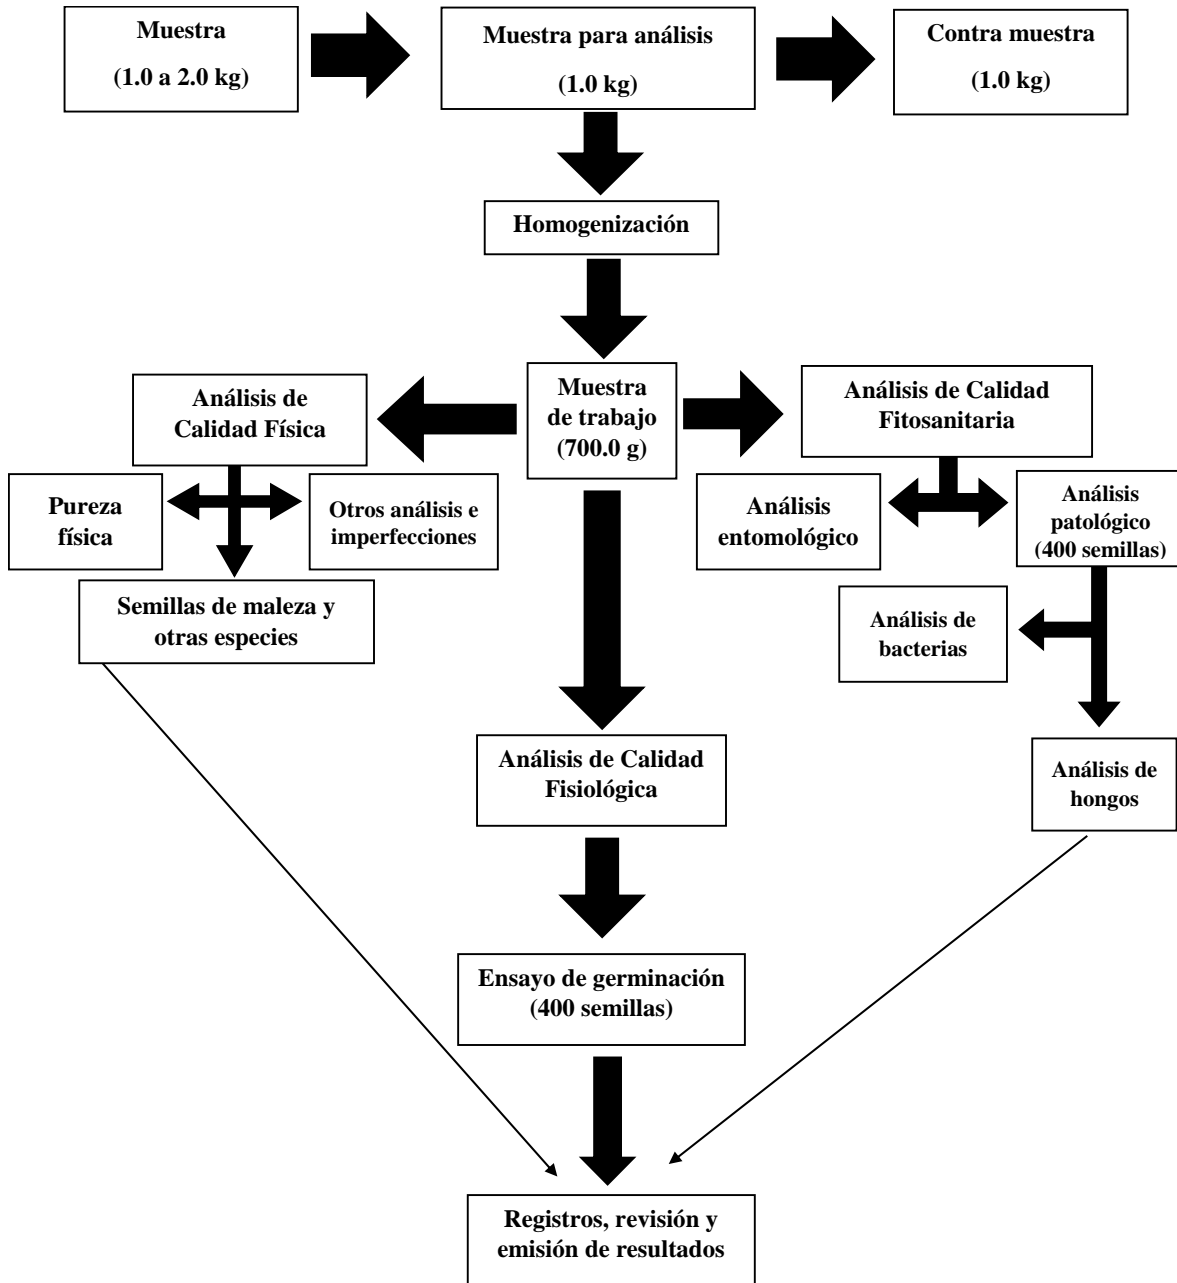 Muestra
(1.0 a 2.0 kg)
Muestra para análisis
(1.0 kg)
Contra muestra
(1.0 kg)
Homogenización
Muestra
de trabajo
(700.0 g)
Análisis de
Calidad Física
Análisis de Calidad
Fitosanitaria
Pureza
física
Otros análisis e
imperfecciones
Semillas de maleza y
otras especies
Análisis
entomológico
Análisis
patológico
(400 semillas)
Análisis de
bacterias
Análisis de
hongos
Análisis de Calidad
Fisiológica
Ensayo de germinación
(400 semillas)
Registros, revisión y
emisión de resultados